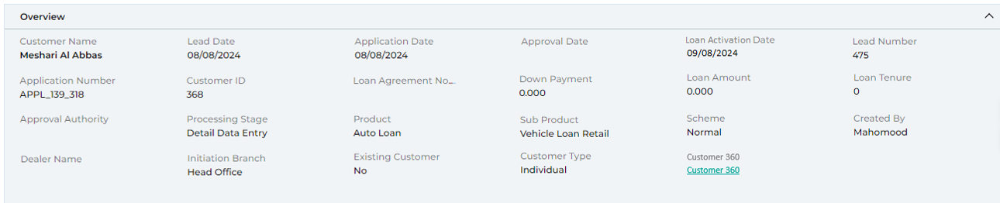 Overview
Customer Name Lead Date Application Date Approval Date Loan Activation Date Lead Number
Meshari Al Abbas 08/08/2024 08/08/2024 09/08/2024 475
Application Number Customer ID Loan Agreement No... Down Payment Loan Amount Loan Tenure
APPL_139_318 368 0.000 0.000 0
Approval Authority Processing Stage Product Sub Product Scheme Created By
Detail Data Entry Auto Loan Vehicle Loan Retail Normal Mahomood
Dealer Name Initiation Branch Existing Customer Customer Type Customer 360
Head Office No Individual Customer 360